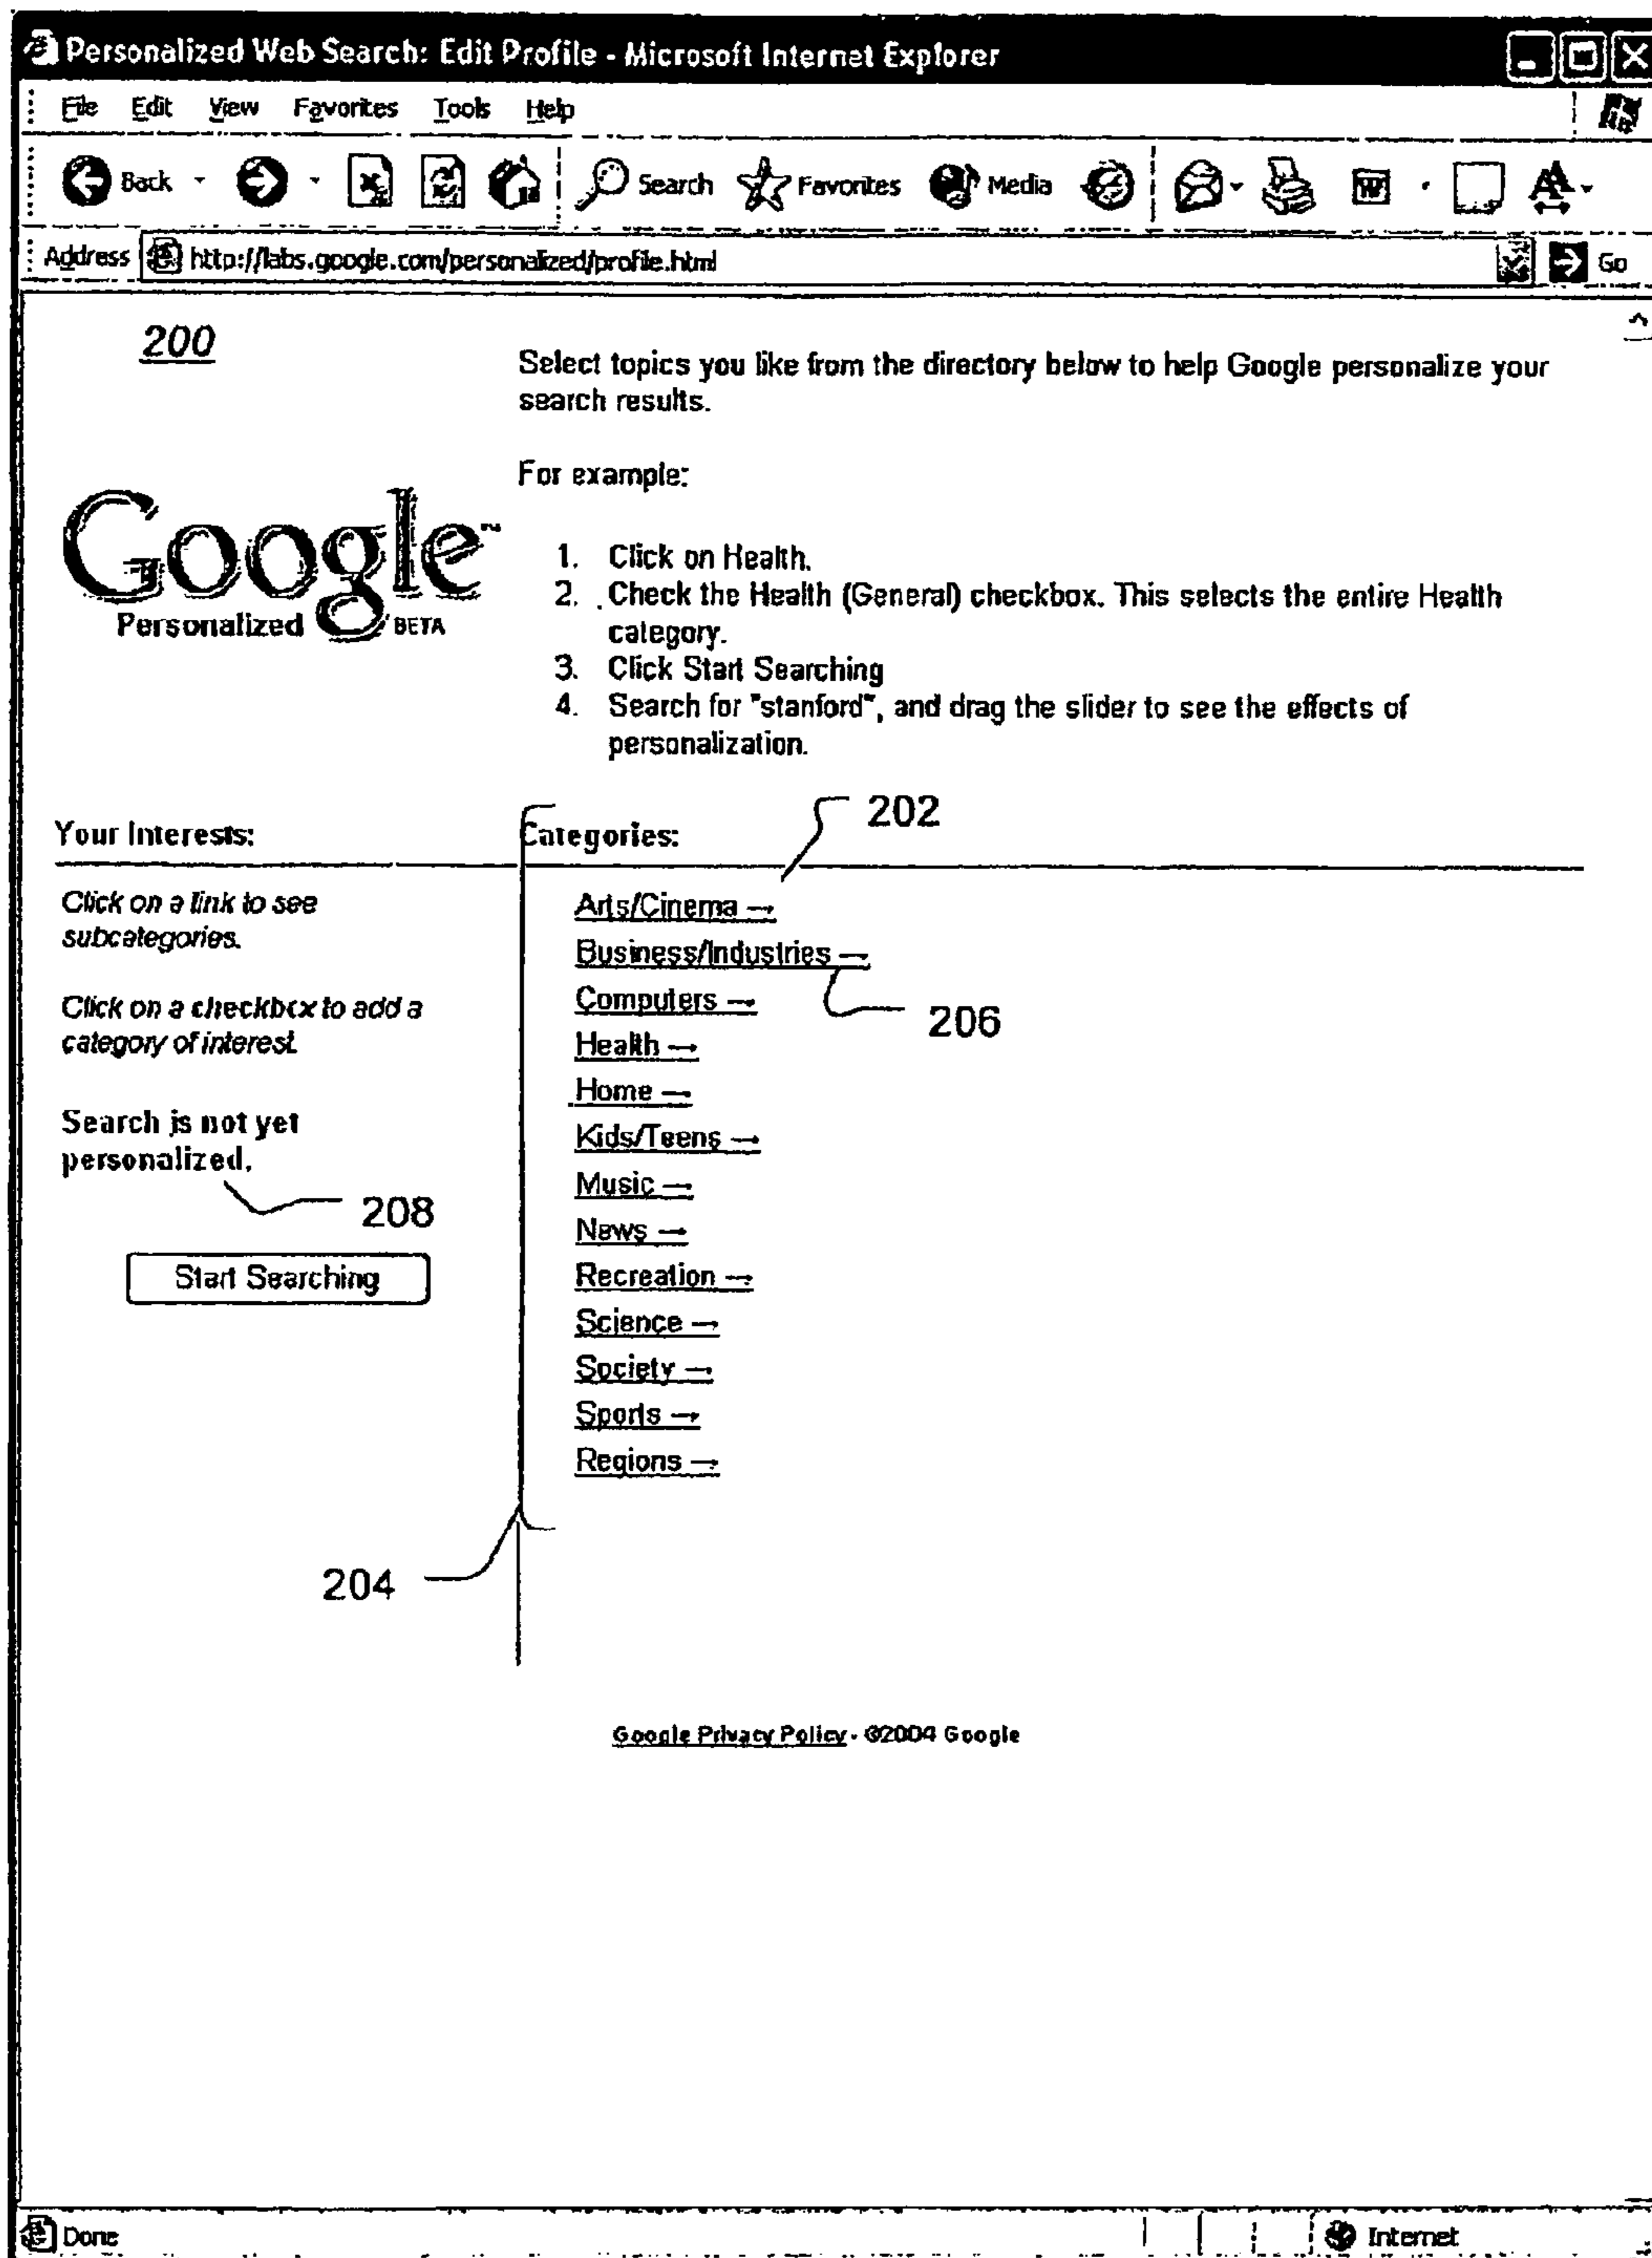 Personalized Web Search: Edit Profile - Microsoft Internet Explorer
File Edit View Favorites Tools Help
Back Search Favorites Media
Address http://labs.google.com/personalized/profile.html Go
200
Select topics you like from the directory below to help Google personalize your
search results.
For example:
Google™
Personalized BETA
1. Click on Health.
2. Check the Health (General) checkbox. This selects the entire Health
category.
3. Click Start Searching
4. Search for "stanford", and drag the slider to see the effects of
personalization.
202
Your Interests:
Categories:
Click on a link to see
subcategories.
Click on a checkbox to add a
category of interest.
Search is not yet
personalized.
208
Start Searching
Arts/Cinema →
Business/Industries →
206
Computers →
Health →
Home →
Kids/Teens →
Music →
News →
Recreation →
Science →
Society →
Sports →
Regions →
204
Google Privacy Policy - ©2004 Google
Done Internet